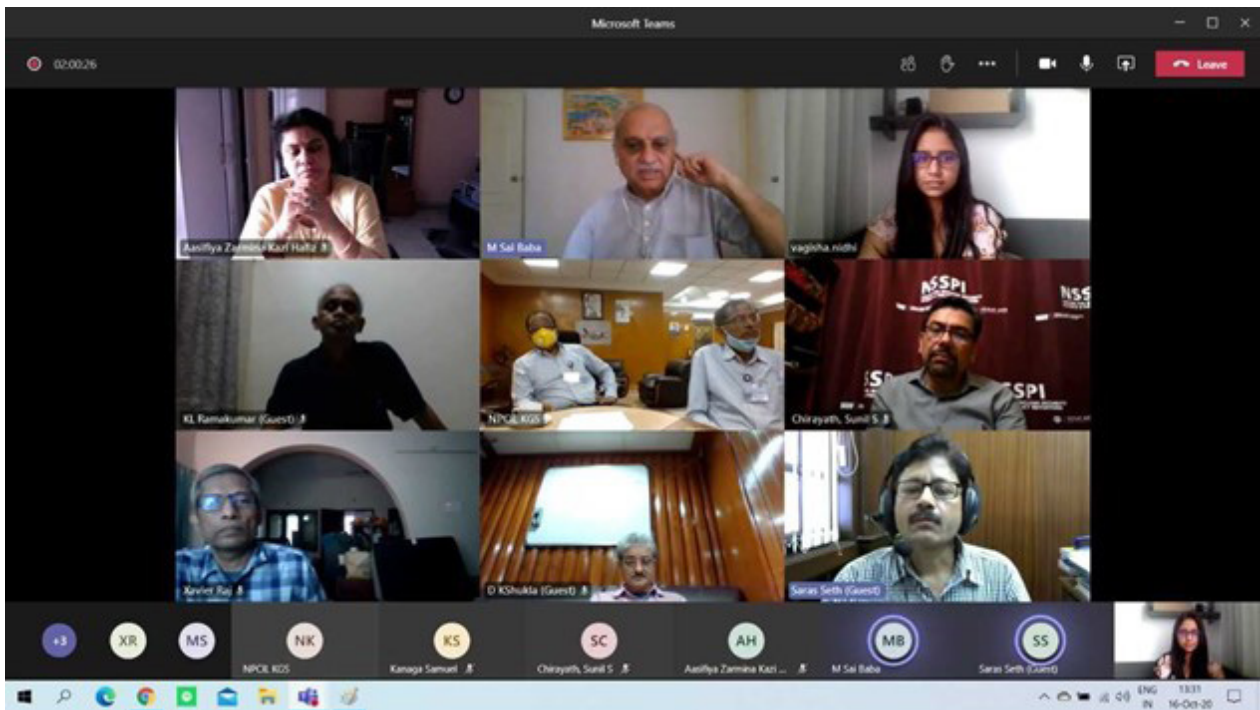 Microsoft Teams
02:00:26
Leave
Aasifiya Zarmina Kazi Hafiz
M Sai Baba
vagisha.nidhi
KL Ramakumar (Guest)
NPCIL KGS
NSSPI
NSS
SPI
Chirayath, Sunil S
Xavier Raj
D KShukla (Guest)
Saras Seth (Guest)
+3
XR
MS
NK
KS
SC
AH
MB
SS
NPCIL KGS
Kanaga Samuel
Chirayath, Sunil S
Aasifiya Zarmina Kazi ...
M Sai Baba
Saras Seth (Guest)
ENG
IN
13:31
16-Oct-20